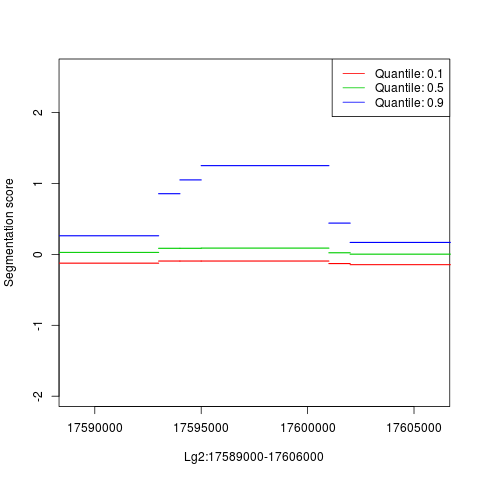 Quantile: 0.1
Quantile: 0.5
Quantile: 0.9
Segmentation score
2
1
0
-1
-2
17590000 17595000 17600000 17605000
Lg2:17589000-17606000